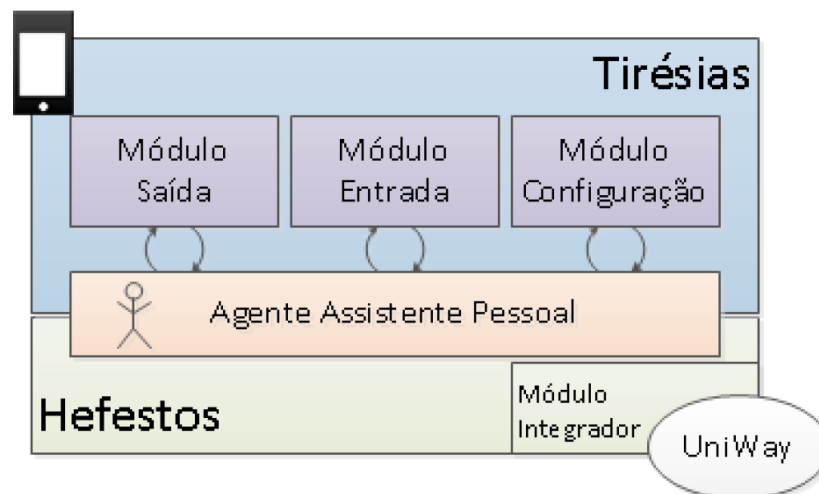 Tirésias
Módulo
Saída
Módulo
Entrada
Módulo
Configuração
Agente Assistente Pessoal
Hefestos
Módulo
Integrador
UniWay